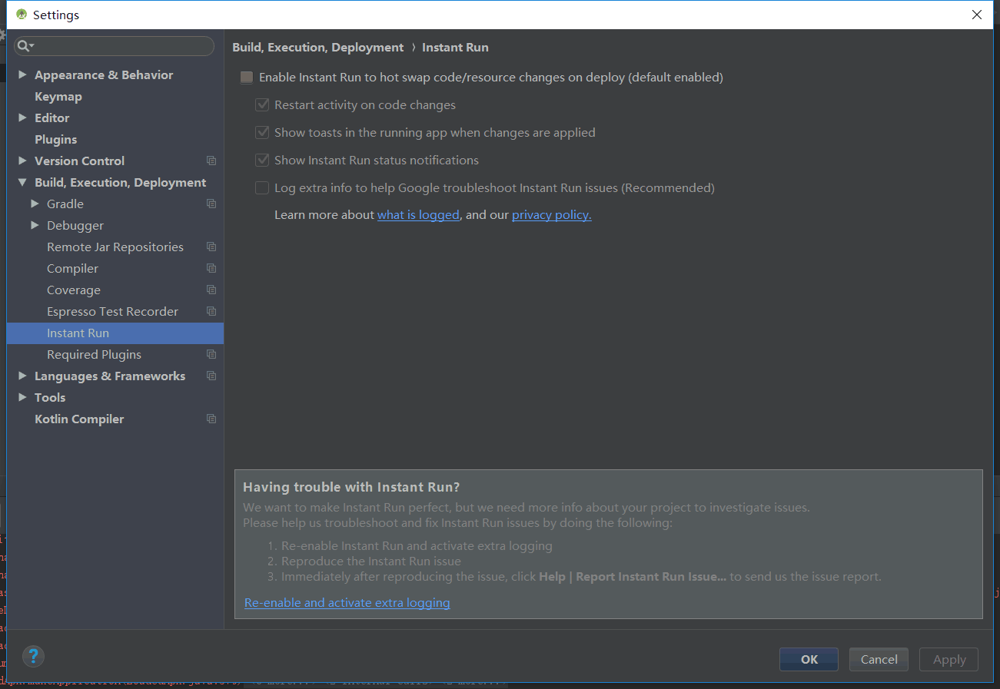 Settings
Build, Execution, Deployment › Instant Run
Appearance & Behavior
Keymap
Editor
Plugins
Version Control
Build, Execution, Deployment
Gradle
Debugger
Remote Jar Repositories
Compiler
Coverage
Espresso Test Recorder
Instant Run
Required Plugins
Languages & Frameworks
Tools
Kotlin Compiler
Enable Instant Run to hot swap code/resource changes on deploy (default enabled)
Restart activity on code changes
Show toasts in the running app when changes are applied
Show Instant Run status notifications
Log extra info to help Google troubleshoot Instant Run issues (Recommended)
Learn more about what is logged, and our privacy policy.
Having trouble with Instant Run?
We want to make Instant Run perfect, but we need more info about your project to investigate issues.
Please help us troubleshoot and fix Instant Run issues by doing the following:
1. Re-enable Instant Run and activate extra logging
2. Reproduce the Instant Run issue
3. Immediately after reproducing the issue, click Help | Report Instant Run Issue... to send us the issue report.
Re-enable and activate extra logging
?
OK
Cancel
Apply